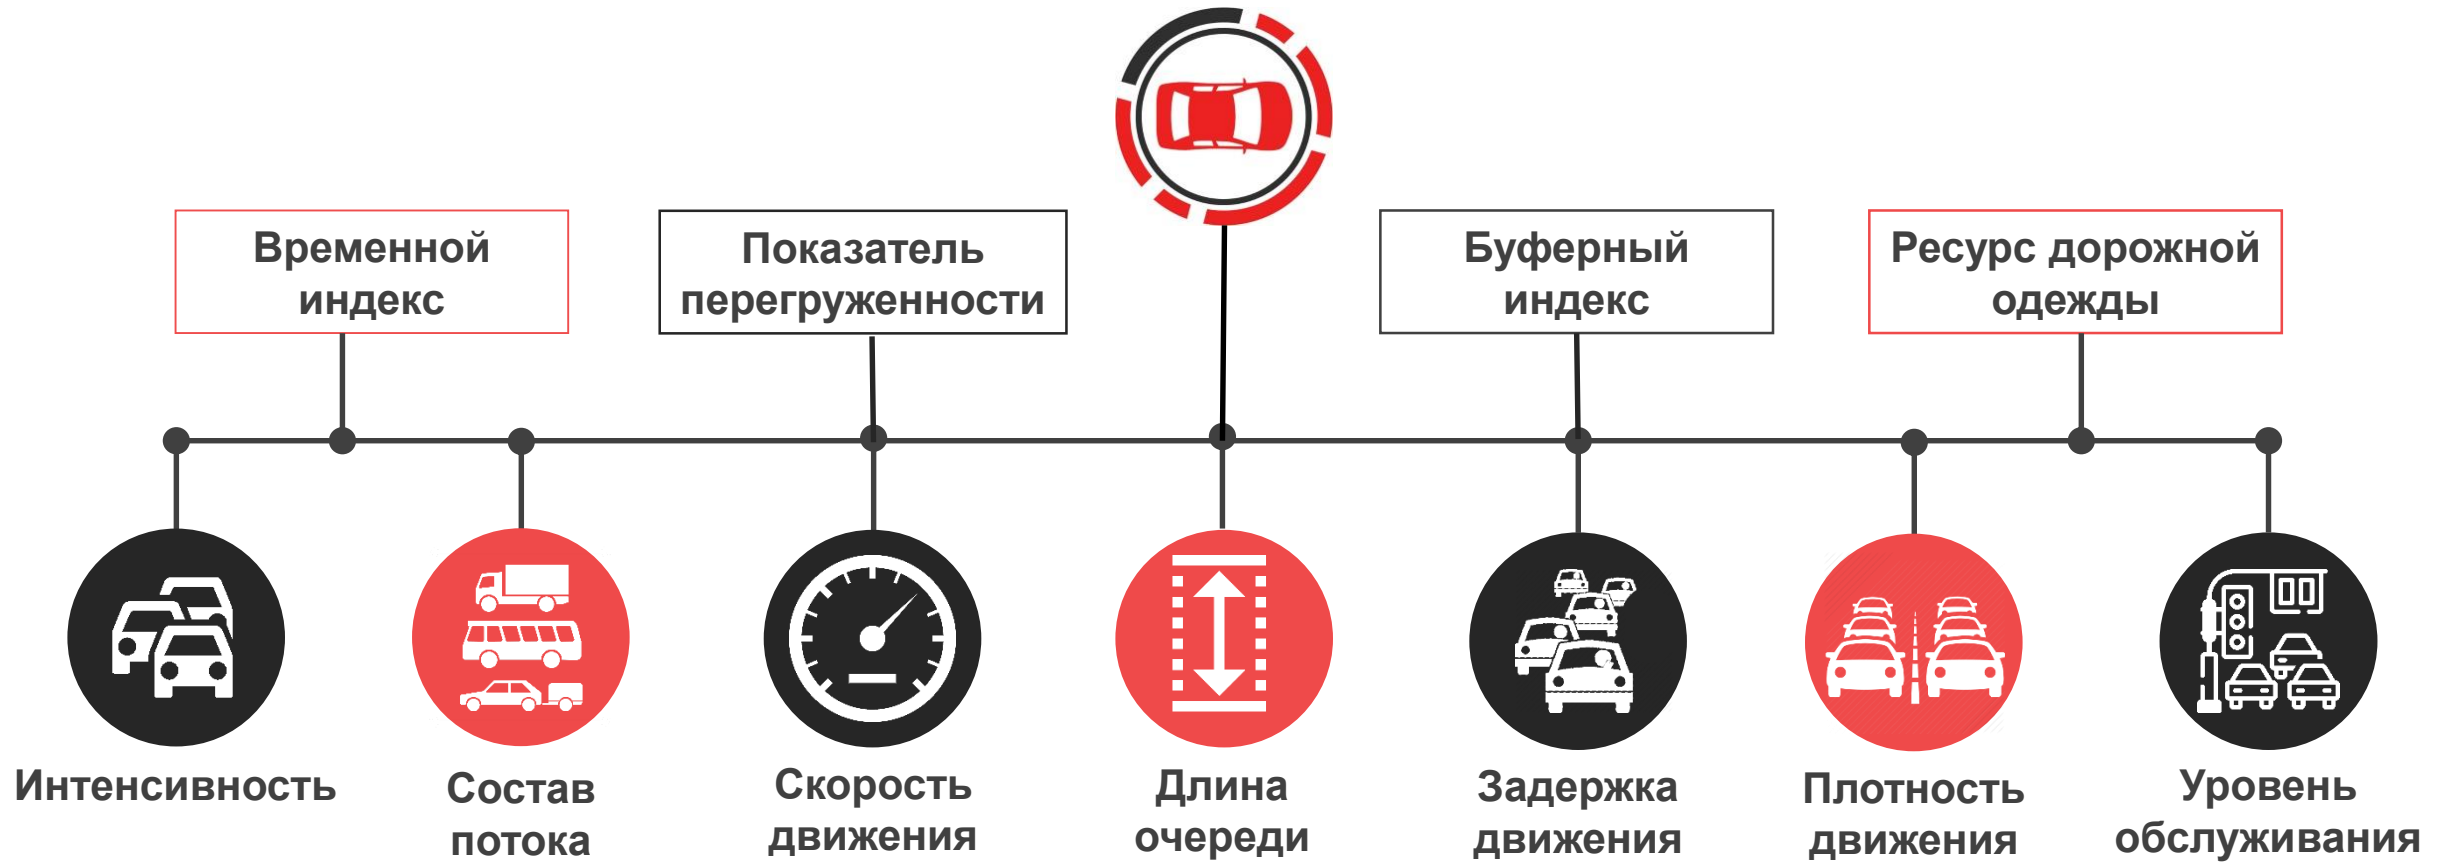 Временной
индекс
Показатель
перегруженности
Буферный
индекс
Ресурс дорожной
одежды
Интенсивность
Состав
потока
Скорость
движения
Длина
очереди
Задержка
движения
Плотность
движения
Уровень
обслуживания